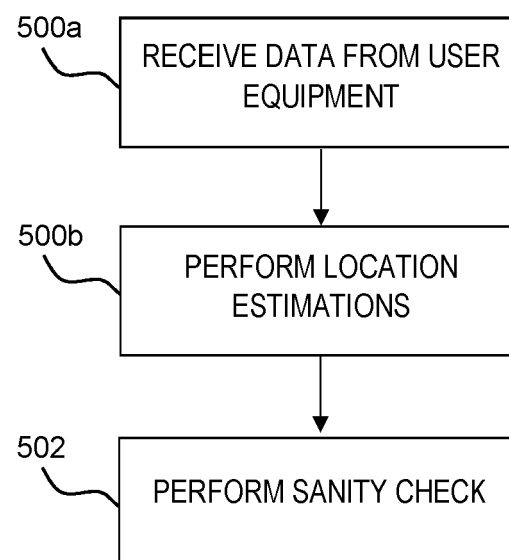 500a
RECEIVE DATA FROM USER
EQUIPMENT
500b
PERFORM LOCATION
ESTIMATIONS
502
PERFORM SANITY CHECK